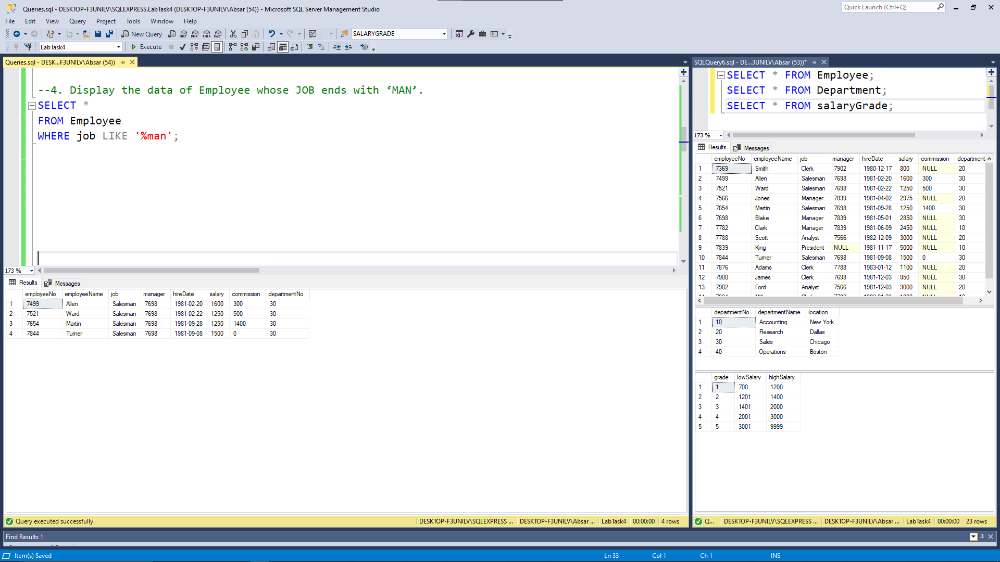 Queries.sql - DESKTOP-F3UNILV\SQLEXPRESS.LabTask4 (DESKTOP-F3UNILV\Absar (54)) - Microsoft SQL Server Management Studio
Quick Launch (Ctrl+Q)
File Edit View Query Project Tools Window Help
New Query MDX DMX XMLA DAX SALARYGRADE
LabTask4 Execute
Queries.sql - DESK...F3UNILV\Absar (54))
--4. Display the data of Employee whose JOB ends with ‘MAN’.
SELECT *
FROM Employee
WHERE job LIKE '%man';
173 %
Results Messages
employeeNo employeeName job manager hireDate salary commission departmentNo
1 7499 Allen Salesman 7698 1981-02-20 1600 300 30
2 7521 Ward Salesman 7698 1981-02-22 1250 500 30
3 7654 Martin Salesman 7698 1981-09-28 1250 1400 30
4 7844 Turner Salesman 7698 1981-09-08 1500 0 30
Query executed successfully. DESKTOP-F3UNILV\SQLEXPRESS ... DESKTOP-F3UNILV\Absar ... LabTask4 00:00:00 4 rows
SQLQuery6.sql - DE...3UNILV\Absar (53))*
SELECT * FROM Employee;
SELECT * FROM Department;
SELECT * FROM salaryGrade;
173 %
Results Messages
employeeNo employeeName job manager hireDate salary commission department
1 7369 Smith Clerk 7902 1980-12-17 800 NULL 20
2 7499 Allen Salesman 7698 1981-02-20 1600 300 30
3 7521 Ward Salesman 7698 1981-02-22 1250 500 30
4 7566 Jones Manager 7839 1981-04-02 2975 NULL 20
5 7654 Martin Salesman 7698 1981-09-28 1250 1400 30
6 7698 Blake Manager 7839 1981-05-01 2850 NULL 30
7 7782 Clark Manager 7839 1981-06-09 2450 NULL 10
8 7788 Scott Analyst 7566 1982-12-09 3000 NULL 20
9 7839 King President NULL 1981-11-17 5000 NULL 10
10 7844 Turner Salesman 7698 1981-09-08 1500 0 30
11 7876 Adams Clerk 7788 1983-01-12 1100 NULL 20
12 7900 James Clerk 7698 1981-12-03 950 NULL 30
13 7902 Ford Analyst 7566 1981-12-03 3000 NULL 20
departmentNo departmentName location
1 10 Accounting New York
2 20 Research Dallas
3 30 Sales Chicago
4 40 Operations Boston
grade lowSalary highSalary
1 1 700 1200
2 2 1201 1400
3 3 1401 2000
4 4 2001 3000
5 5 3001 9999
Q... DESKTOP-F3UNILV\SQLEXPRESS ... DESKTOP-F3UNILV\Absar ... LabTask4 00:00:00 23 rows
Find Results 1
Item(s) Saved Ln 33 Col 1 Ch 1 INS